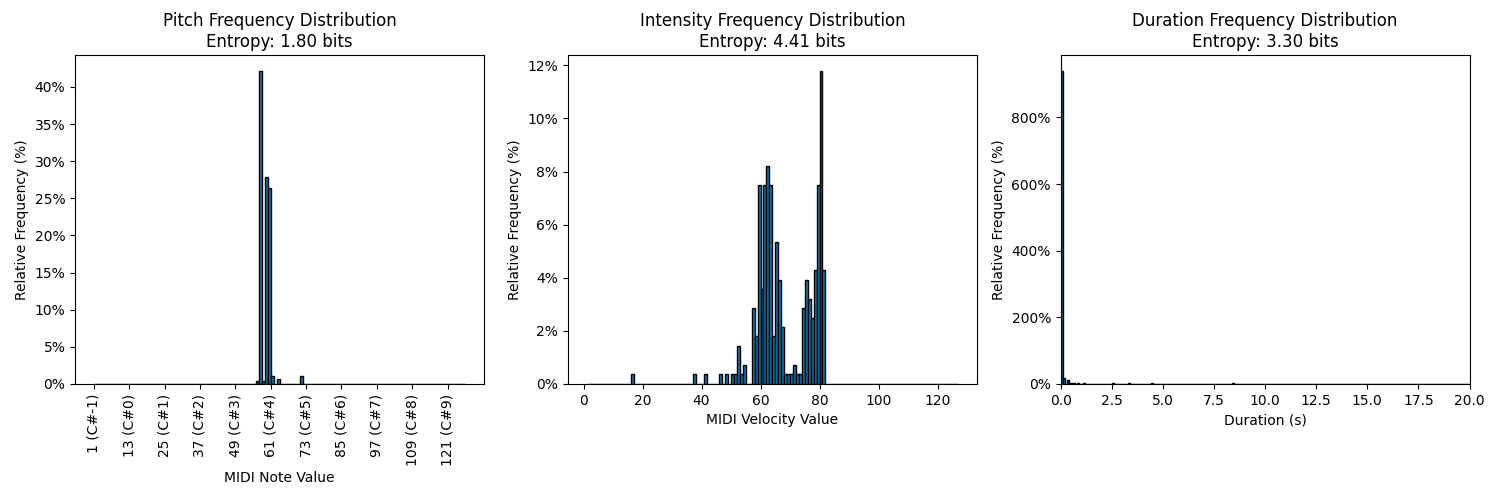 Pitch Frequency Distribution
Entropy: 1.80 bits
Relative Frequency (%)
40%
35%
30%
25%
20%
15%
10%
5%
0%
1 (C#-1)
13 (C#0)
25 (C#1)
37 (C#2)
49 (C#3)
61 (C#4)
73 (C#5)
85 (C#6)
97 (C#7)
109 (C#8)
121 (C#9)
MIDI Note Value
Intensity Frequency Distribution
Entropy: 4.41 bits
Relative Frequency (%)
12%
10%
8%
6%
4%
2%
0%
0 20 40 60 80 100 120
MIDI Velocity Value
Duration Frequency Distribution
Entropy: 3.30 bits
Relative Frequency (%)
800%
600%
400%
200%
0%
0.0 2.5 5.0 7.5 10.0 12.5 15.0 17.5 20.0
Duration (s)